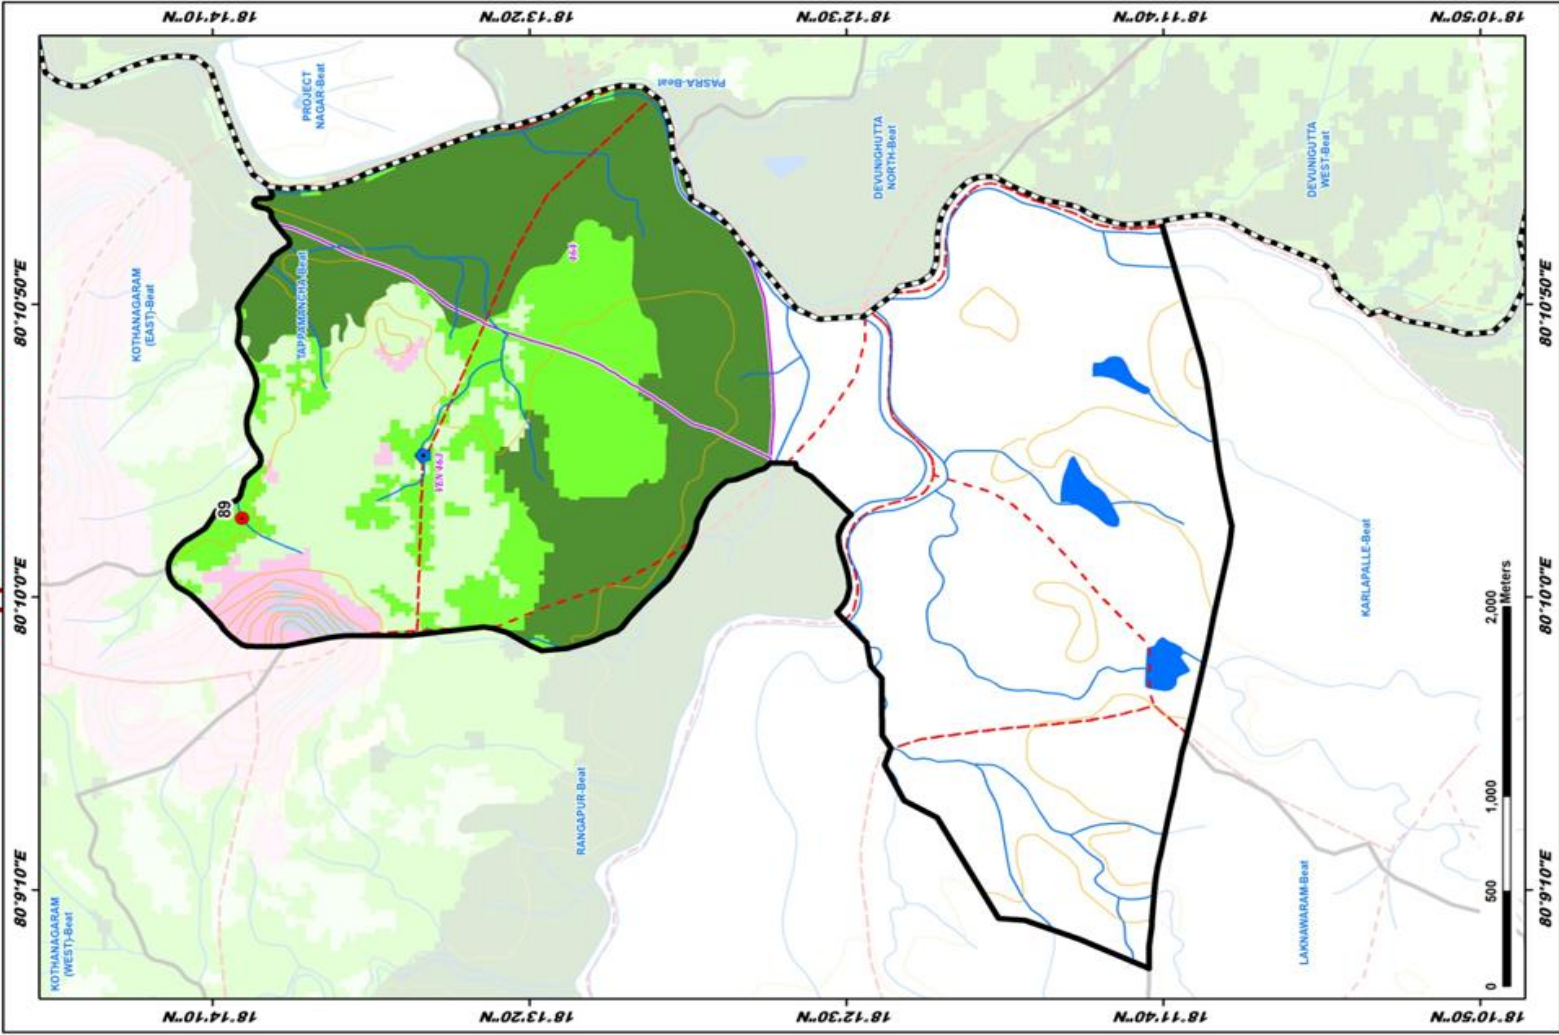 18°14'10"N
18°13'20"N
18°12'30"N
18°11'40"N
18°10'50"N
PROJECT
NAGAR-Beat
PASRA-Beat
DEVUNIGHUTTA
NORTH-Beat
DEVUNIGUTTA
WEST-Beat
KOTHANAGARAM
(EAST)-Beat
TAPPAMANCHA-Beat
463
80°10'50"E
80°10'50"E
VEN 463
89
80°10'0"E
80°10'0"E
KARLAPALLE-Beat
RANGAPUR-Beat
KOTHANAGARAM
(WEST)-Beat
LAKNAWARAM-Beat
0
500
1,000
2,000
Meters
80°9'10"E
80°9'10"E
18°14'10"N
18°13'20"N
18°12'30"N
18°11'40"N
18°10'50"N